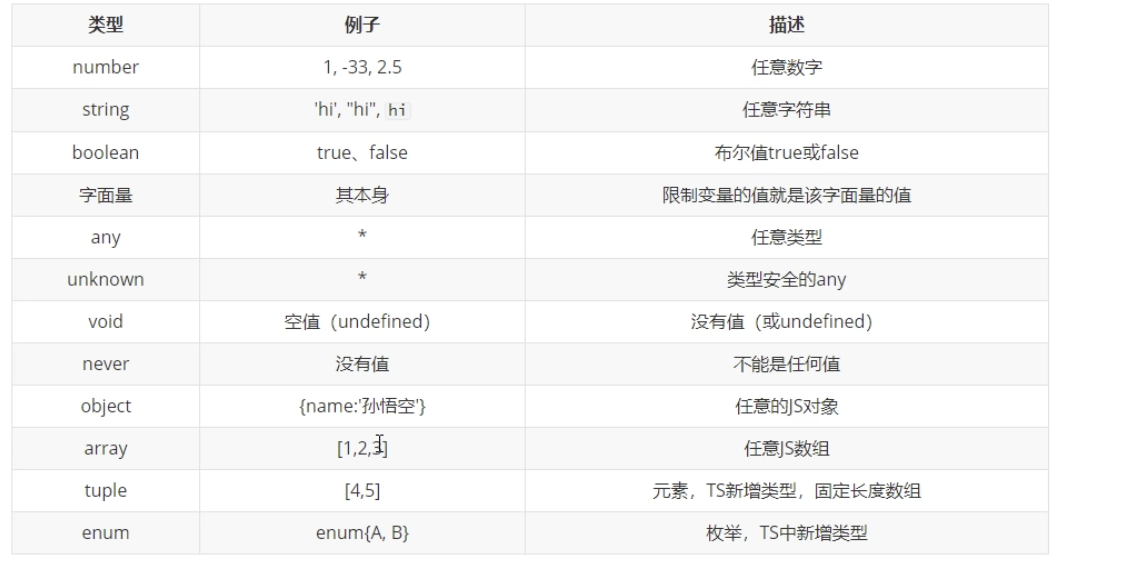 类型 例子 描述
number 1, -33, 2.5 任意数字
string 'hi', "hi", hi 任意字符串
boolean true、false 布尔值true或false
字面量 其本身 限制变量的值就是该字面量的值
any * 任意类型
unknown * 类型安全的any
void 空值（undefined） 没有值（或undefined）
never 没有值 不能是任何值
object {name:'孙悟空'} 任意的JS对象
array [1,2,3] 任意JS数组
tuple [4,5] 元素，TS新增类型，固定长度数组
enum enum{A, B} 枚举，TS中新增类型